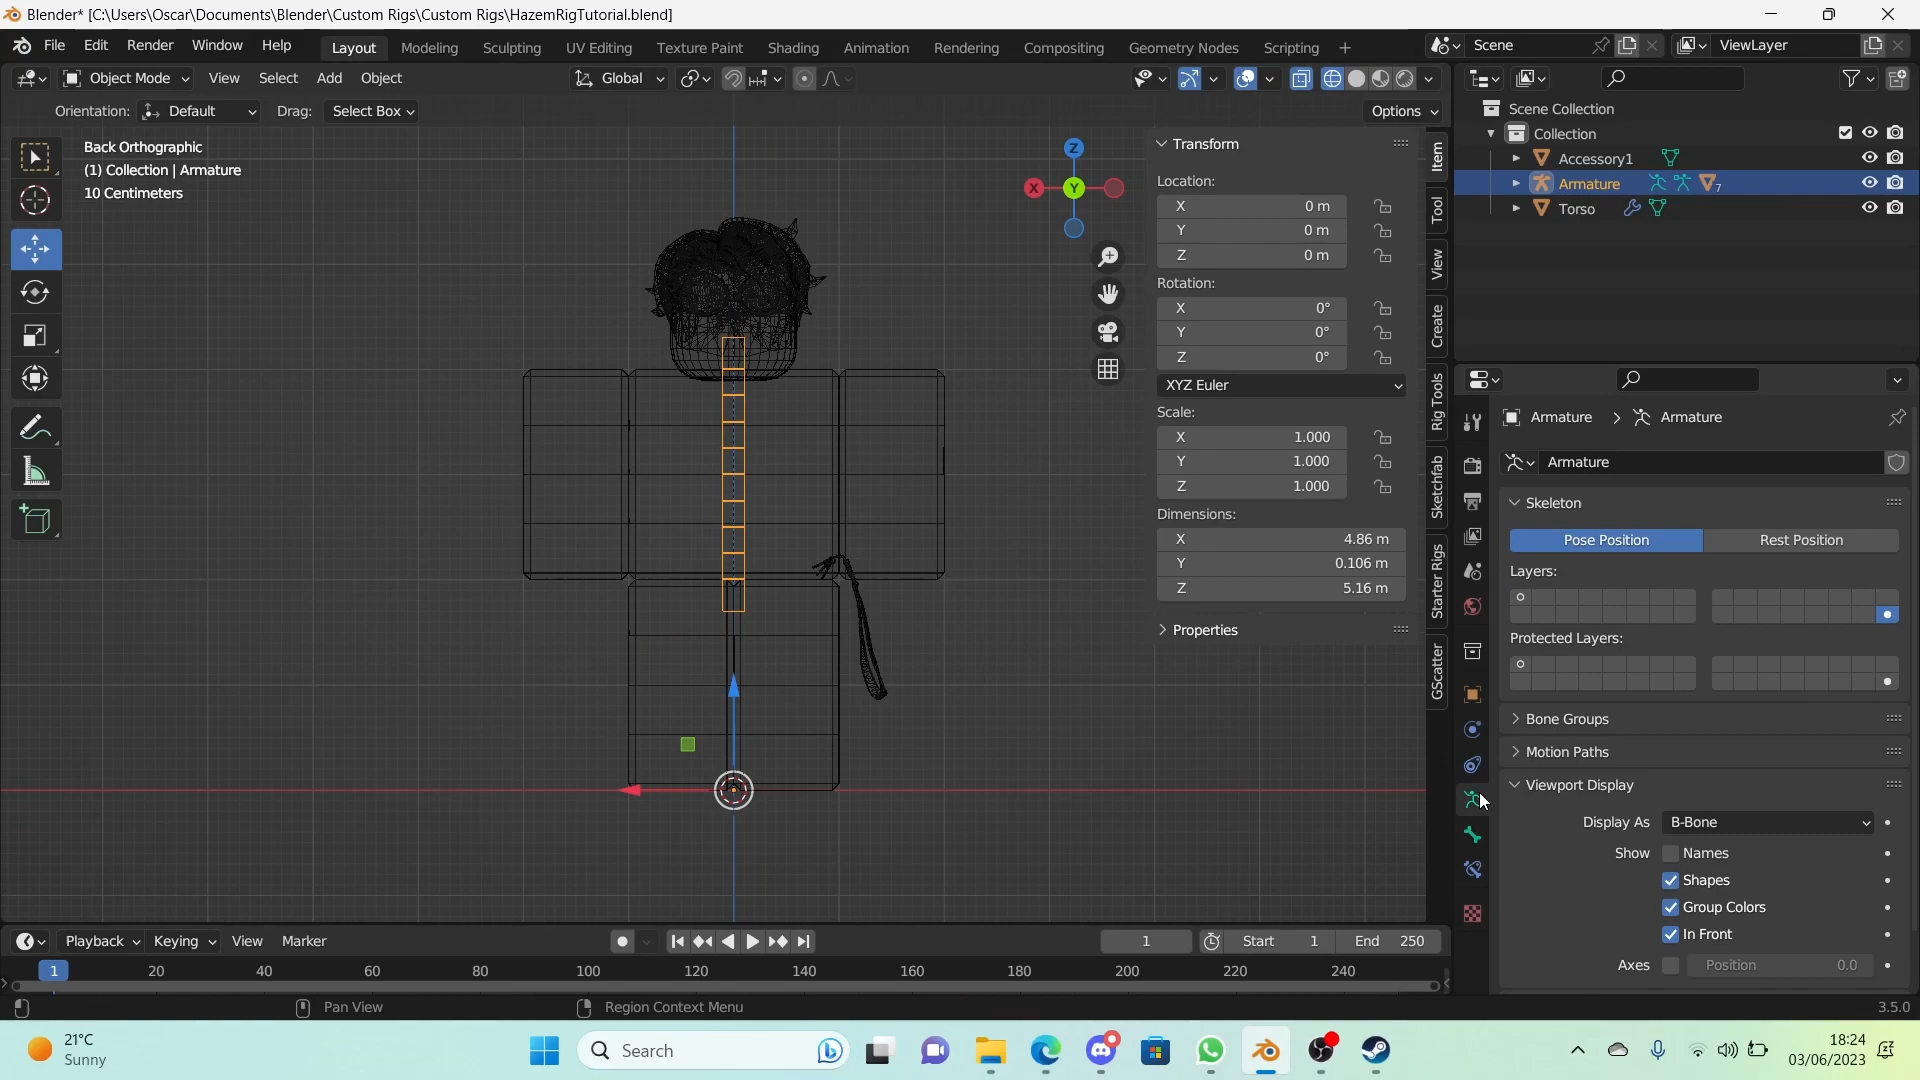 Blender* [C:\Users\Oscar\Documents\Blender\Custom Rigs\Custom Rigs\HazemRigTutorial.blend]
File Edit Render Window Help Layout Modeling Sculpting UV Editing Texture Paint Shading Animation Rendering Compositing Geometry Nodes Scripting + Scene ViewLayer
Object Mode View Select Add Object Global
Orientation: Default Drag: Select Box Options
Back Orthographic
(1) Collection | Armature
10 Centimeters
Z
X
Y
Transform
Location:
X 0 m
Y 0 m
Z 0 m
Rotation:
X 0°
Y 0°
Z 0°
XYZ Euler
Scale:
X 1.000
Y 1.000
Z 1.000
Dimensions:
X 4.86 m
Y 0.106 m
Z 5.16 m
Properties
Item
Tool
View
Create
Rig Tools
Sketchfab
Starter Rigs
GScatter
Scene Collection
Collection
Accessory1
Armature 7
Torso
Armature Armature
Armature
Skeleton
Pose Position Rest Position
Layers:
Protected Layers:
Bone Groups
Motion Paths
Viewport Display
Display As B-Bone
Show Names
Shapes
Group Colors
In Front
Axes Position 0.0
Playback Keying View Marker 1 Start 1 End 250
1 20 40 60 80 100 120 140 160 180 200 220 240
Pan View Region Context Menu 3.5.0
21°C
Sunny
Search
18:24
03/06/2023